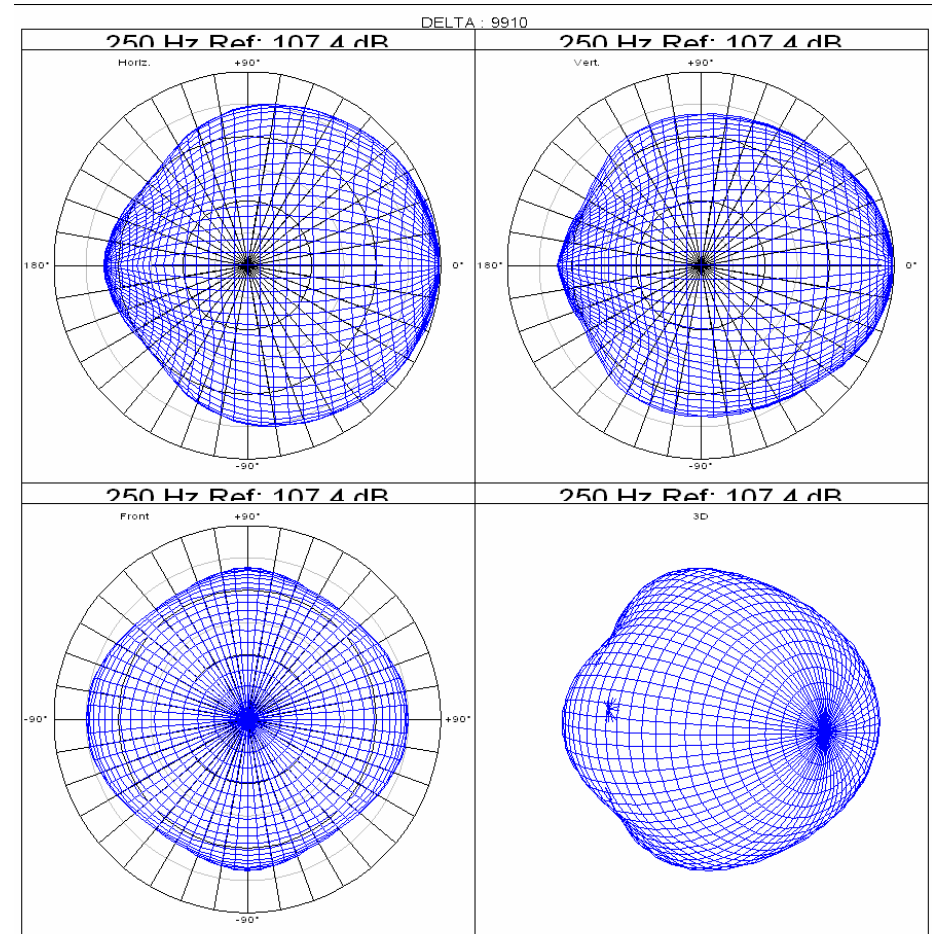 DELTA : 9910
250 Hz Ref: 107.4 dB
250 Hz Ref: 107.4 dB
Horiz.
+90°
Vert.
+90°
180°
0°
180°
0°
-90°
-90°
250 Hz Ref: 107.4 dB
250 Hz Ref: 107.4 dB
Front
+90°
3D
-90°
+90°
-90°